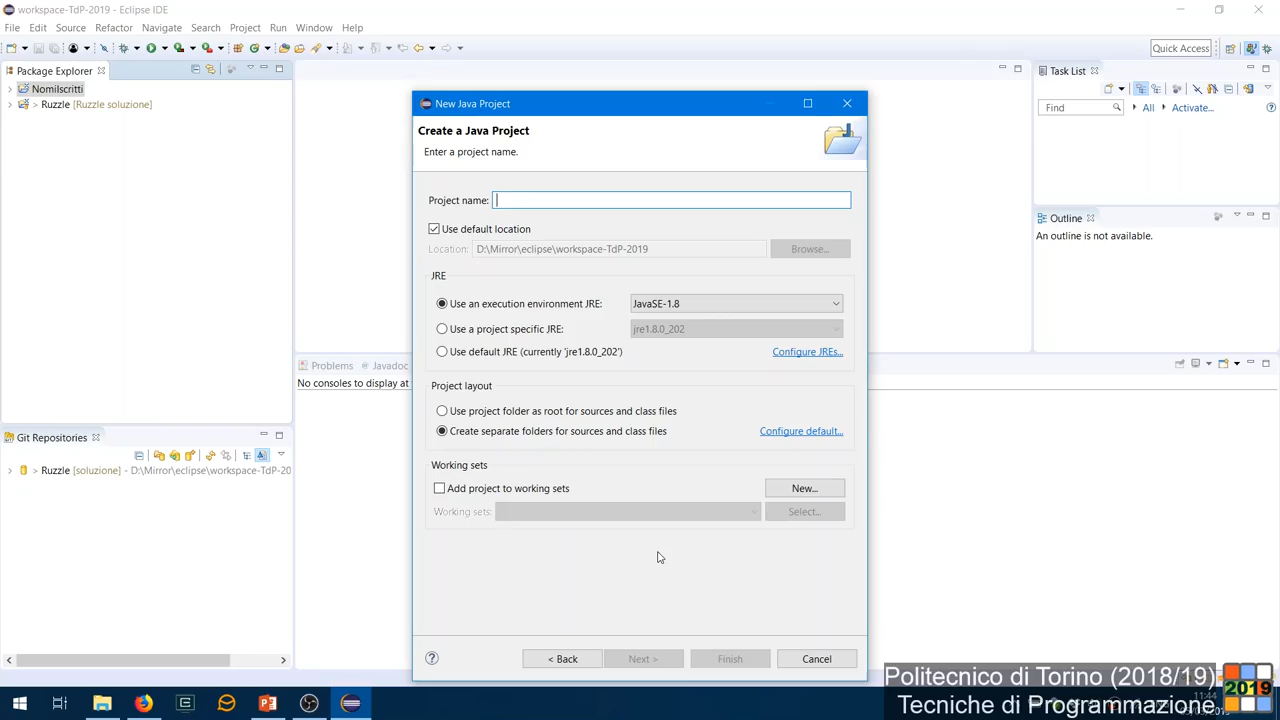 workspace-TdP-2019 - Eclipse IDE
File Edit Source Refactor Navigate Search Project Run Window Help
Quick Access
Package Explorer
NomiIscritti
> Ruzzle [Ruzzle soluzione]
Task List
Find
All
Activate...
New Java Project
Create a Java Project
Enter a project name.
Project name:
Use default location
Location: D:\Mirror\eclipse\workspace-TdP-2019 Browse...
JRE
Use an execution environment JRE: JavaSE-1.8
Use a project specific JRE: jre1.8.0_202
Use default JRE (currently 'jre1.8.0_202') Configure JREs...
Project layout
Use project folder as root for sources and class files
Create separate folders for sources and class files Configure default...
Working sets
Add project to working sets New...
Working sets: Select...
< Back Next > Finish Cancel
Outline
An outline is not available.
Problems Javadoc
No consoles to display at
Git Repositories
> Ruzzle [soluzione] - D:\Mirror\eclipse\workspace-TdP-20
Politecnico di Torino (2018/19)
Tecniche di Programmazione
2019
11:44